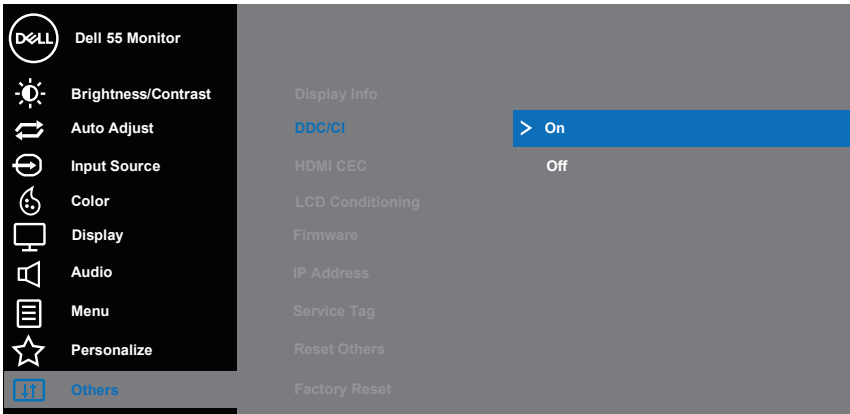 DELL
Dell 55 Monitor
Brightness/Contrast
Auto Adjust
Input Source
Color
Display
Audio
Menu
Personalize
Others
Display Info
DDC/CI
HDMI CEC
LCD Conditioning
Firmware
IP Address
Service Tag
Reset Others
Factory Reset
> On
Off